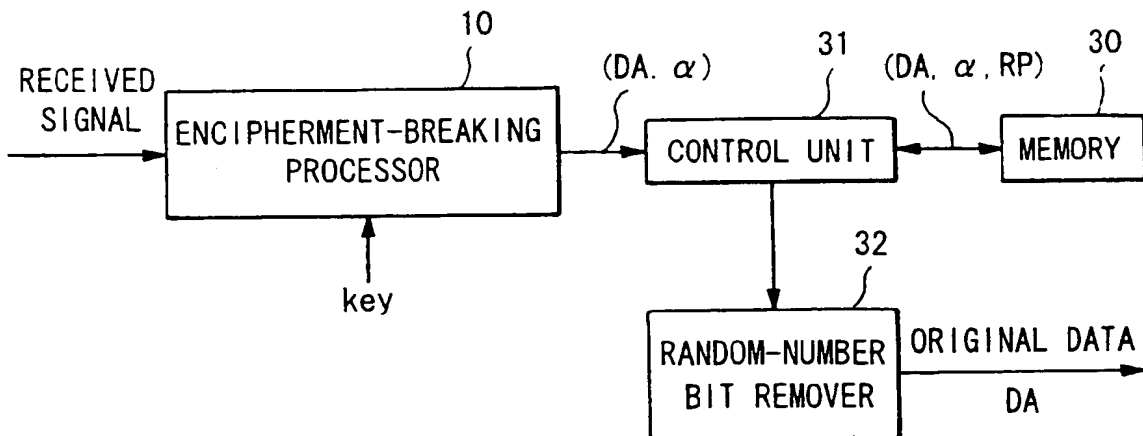 10
31
30
RECEIVED
SIGNAL
(DA. α)
(DA, α, RP)
ENCIPHERMENT-BREAKING
PROCESSOR
CONTROL UNIT
MEMORY
key
32
RANDOM-NUMBER
BIT REMOVER
ORIGINAL DATA
DA